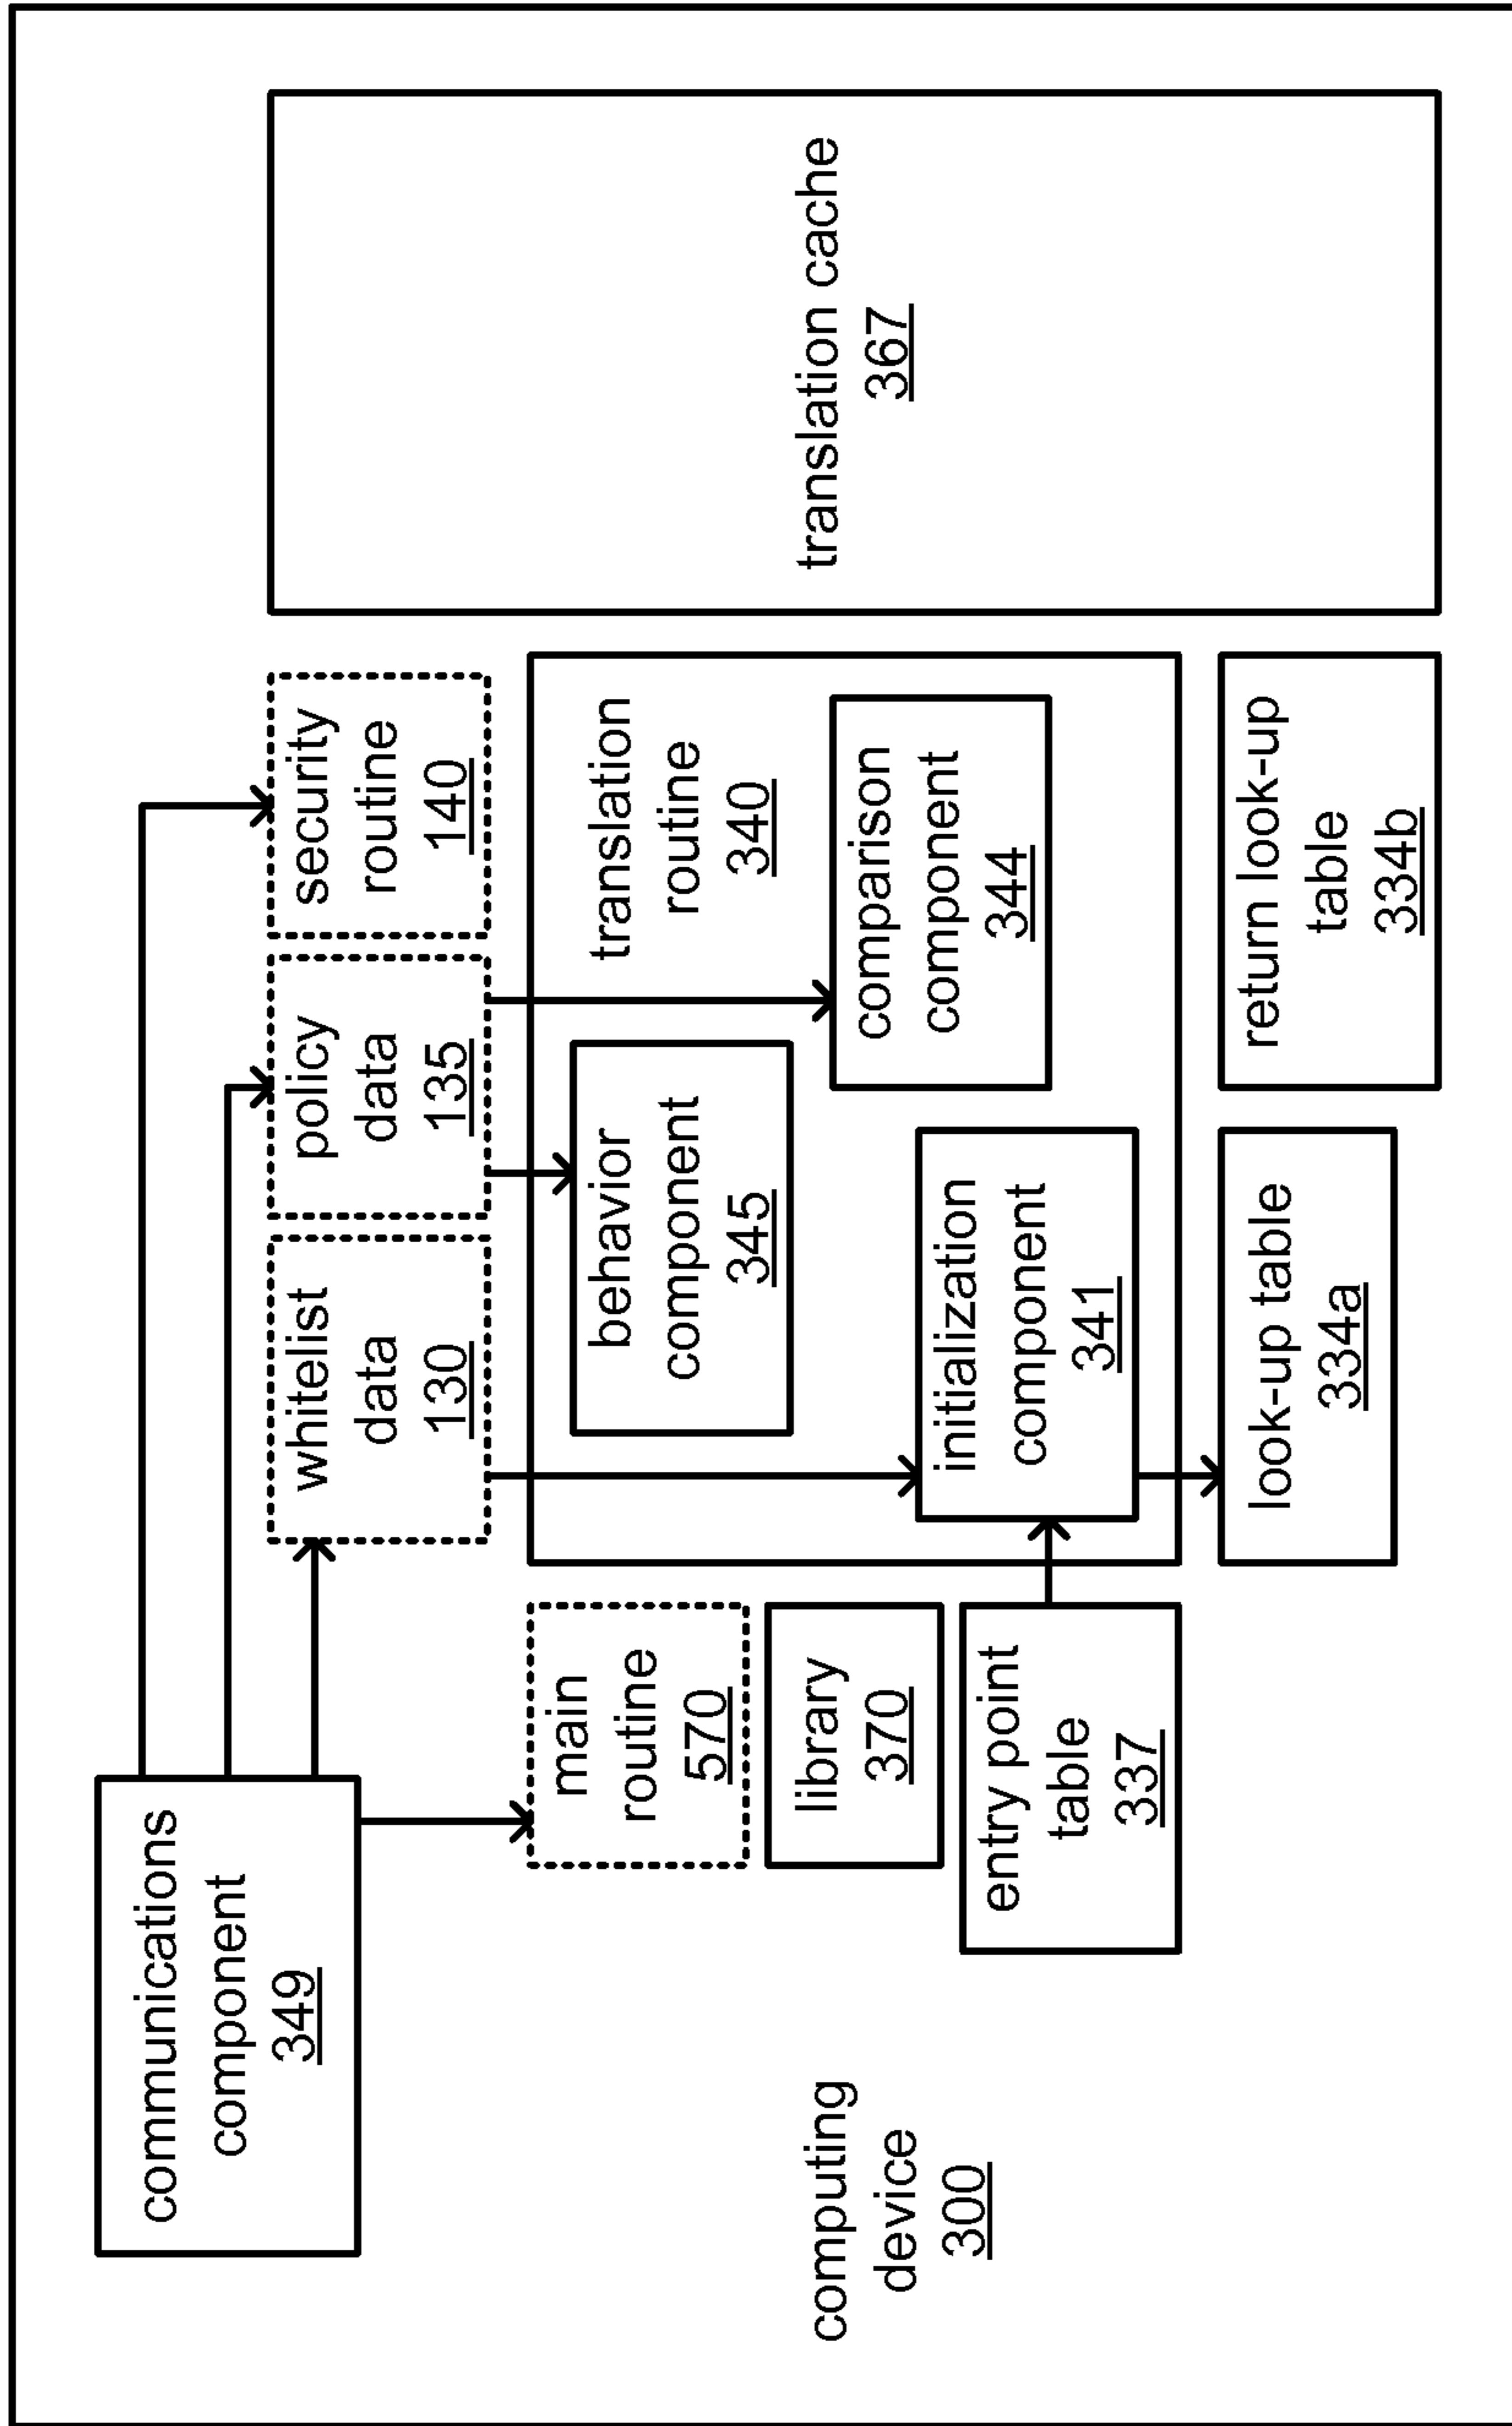 communications
component
349
whitelist
data
130
policy
data
135
security
routine
140
main
routine
570
library
370
entry point
table
337
behavior
component
345
translation
routine
340
initialization
component
341
comparison
component
344
look-up table
334a
return look-up
table
334b
translation cache
367
computing
device
300